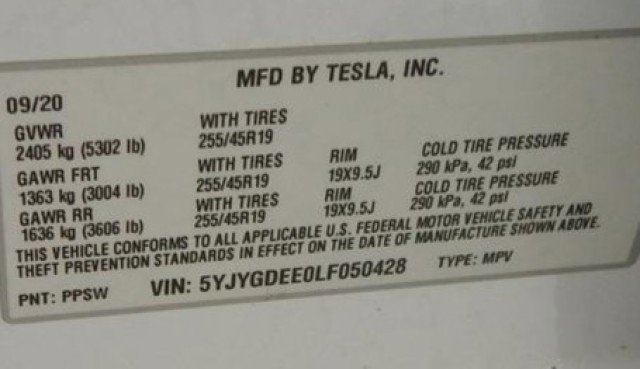 MFD BY TESLA, INC.
09/20
GVWR WITH TIRES
2405 kg (5302 lb) 255/45R19
GAWR FRT WITH TIRES RIM COLD TIRE PRESSURE
1363 kg (3004 lb) 255/45R19 19X9.5J 290 kPa, 42 psi
GAWR RR WITH TIRES RIM COLD TIRE PRESSURE
1636 kg (3606 lb) 255/45R19 19X9.5J 290 kPa, 42 psi
THIS VEHICLE CONFORMS TO ALL APPLICABLE U.S. FEDERAL MOTOR VEHICLE SAFETY AND
THEFT PREVENTION STANDARDS IN EFFECT ON THE DATE OF MANUFACTURE SHOWN ABOVE.
PNT: PPSW VIN: 5YJYGDEE0LF050428 TYPE: MPV